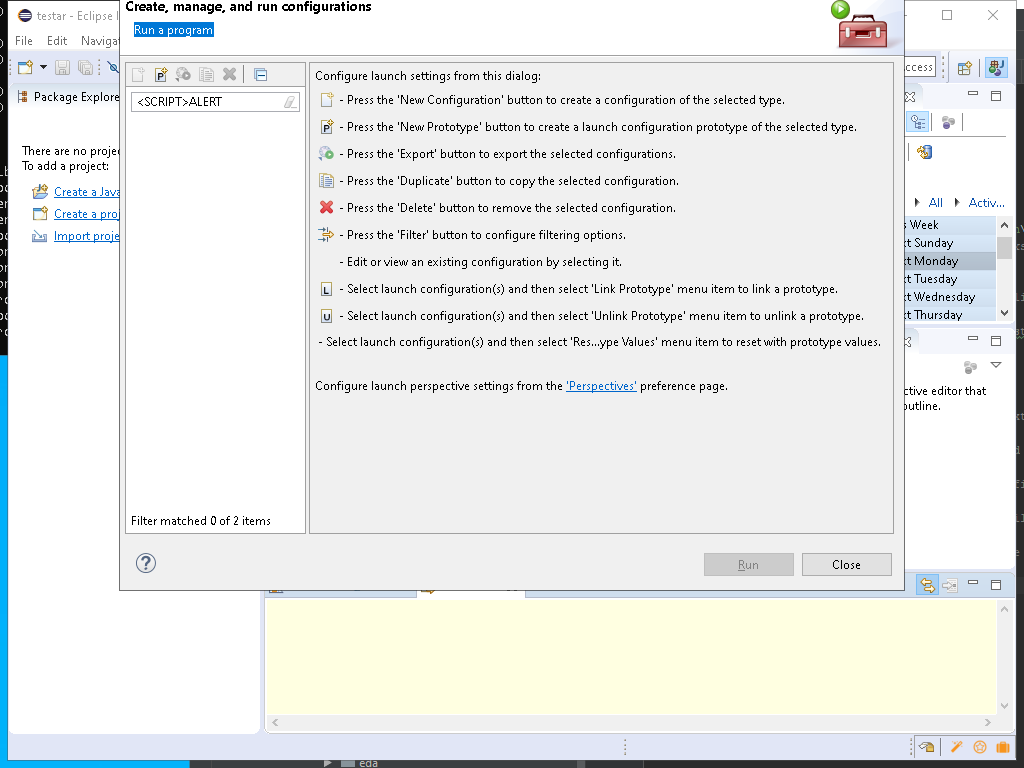 Create, manage, and run configurations
testar - Eclipse I
Run a program
File Edit Navigat
ccess
<SCRIPT>ALERT
Package Explore
There are no projec
To add a project:
Create a Java
Create a proj
Import proje
Configure launch settings from this dialog:
- Press the 'New Configuration' button to create a configuration of the selected type.
- Press the 'New Prototype' button to create a launch configuration prototype of the selected type.
- Press the 'Export' button to export the selected configurations.
- Press the 'Duplicate' button to copy the selected configuration.
- Press the 'Delete' button to remove the selected configuration.
- Press the 'Filter' button to configure filtering options.
- Edit or view an existing configuration by selecting it.
L - Select launch configuration(s) and then select 'Link Prototype' menu item to link a prototype.
U - Select launch configuration(s) and then select 'Unlink Prototype' menu item to unlink a prototype.
- Select launch configuration(s) and then select 'Res...ype Values' menu item to reset with prototype values.
Configure launch perspective settings from the 'Perspectives' preference page.
All Activ...
s Week
xt Sunday
xt Monday
xt Tuesday
xt Wednesday
xt Thursday
ctive editor that
outline.
Filter matched 0 of 2 items
?
Run
Close
eda